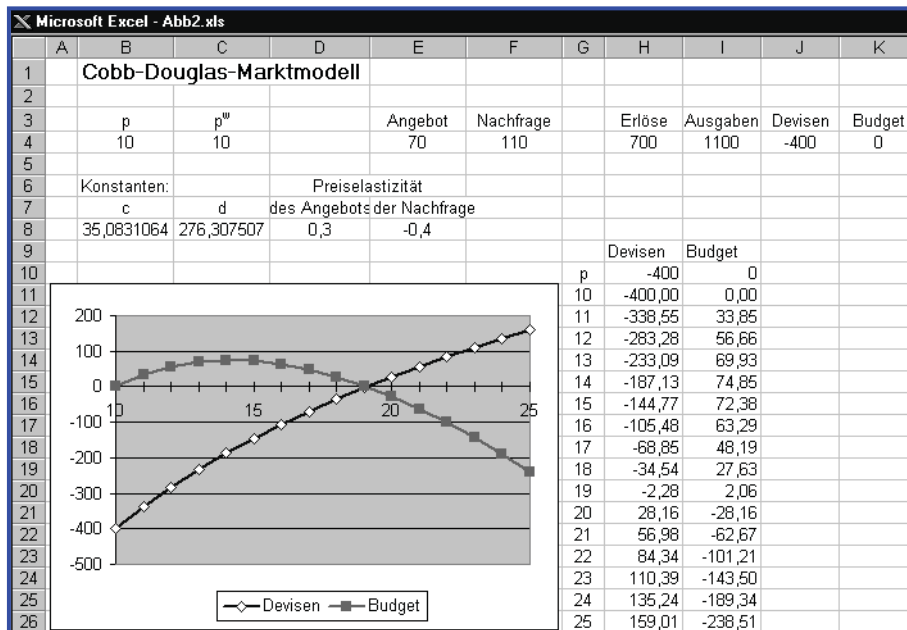 Microsoft Excel - Abb2.xls
A B C D E F G H I J K
1 Cobb-Douglas-Marktmodell
2
3 p pʷ Angebot Nachfrage Erlöse Ausgaben Devisen Budget
4 10 10 70 110 700 1100 -400 0
5
6 Konstanten: Preiselastizität
7 c d des Angebots der Nachfrage
8 35,0831064 276,307507 0,3 -0,4
9 Devisen Budget
10 p -400 0
11 10 -400,00 0,00
12 200 11 -338,55 33,85
13 100 12 -283,28 56,66
14 13 -233,09 69,93
15 0 14 -187,13 74,85
16 10 15 20 25 15 -144,77 72,38
17 -100 16 -105,48 63,29
18 -200 17 -68,85 48,19
19 18 -34,54 27,63
20 -300 19 -2,28 2,06
21 20 28,16 -28,16
22 -400 21 56,98 -62,67
23 -500 22 84,34 -101,21
24 23 110,39 -143,50
25 Devisen Budget 24 135,24 -189,34
26 25 159,01 -238,51